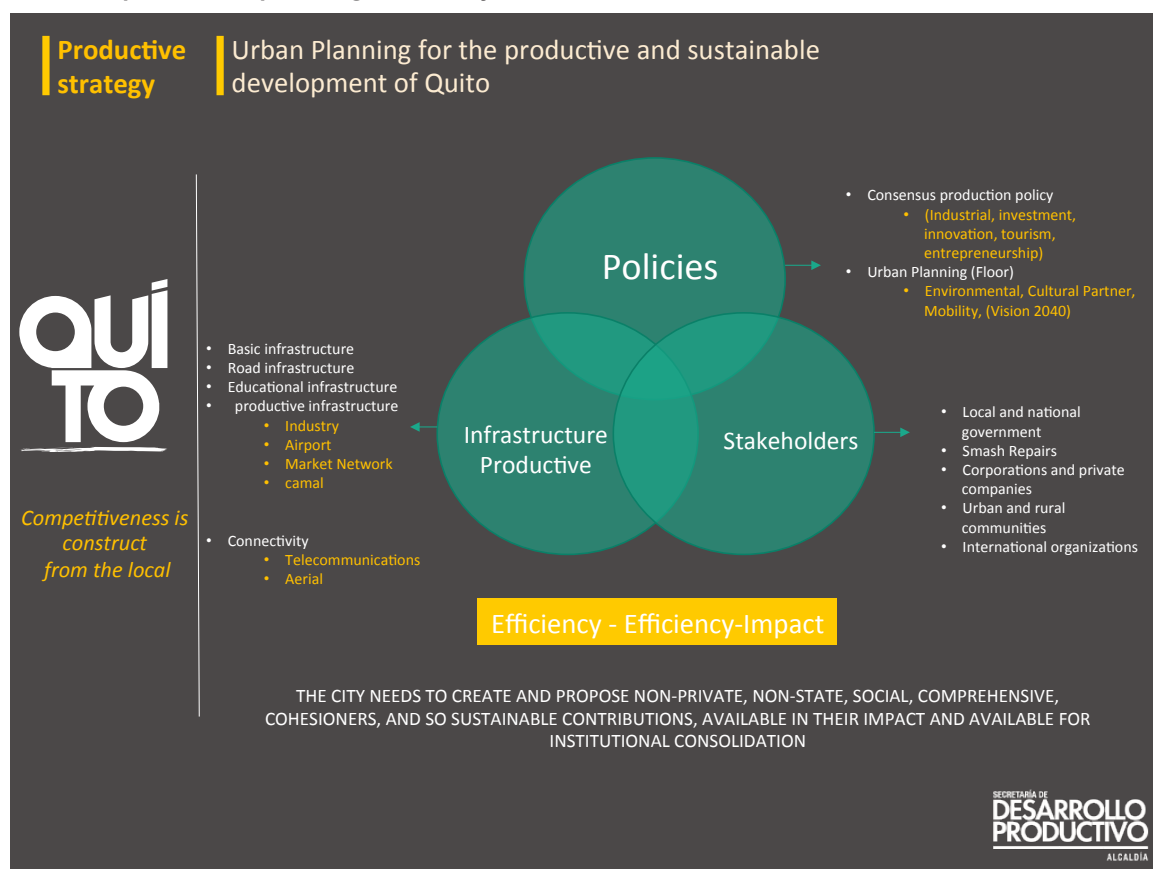 Productive
strategy
Urban Planning for the productive and sustainable
development of Quito
QUÍ
TO
Competitiveness is
construct
from the local
• Basic infrastructure
• Road infrastructure
• Educational infrastructure
• productive infrastructure
• Industry
• Airport
• Market Network
• camal
• Connectivity
• Telecommunications
• Aerial
Policies
Infrastructure
Productive
Stakeholders
• Consensus production policy
• (Industrial, investment,
innovation, tourism,
entrepreneurship)
• Urban Planning (Floor)
• Environmental, Cultural Partner,
Mobility, (Vision 2040)
• Local and national
government
• Smash Repairs
• Corporations and private
companies
• Urban and rural
communities
• International organizations
Efficiency - Efficiency-Impact
THE CITY NEEDS TO CREATE AND PROPOSE NON-PRIVATE, NON-STATE, SOCIAL, COMPREHENSIVE,
COHESIONERS, AND SO SUSTAINABLE CONTRIBUTIONS, AVAILABLE IN THEIR IMPACT AND AVAILABLE FOR
INSTITUTIONAL CONSOLIDATION
SECRETARÍA DE
DESARROLLO
PRODUCTIVO
ALCALDÍA